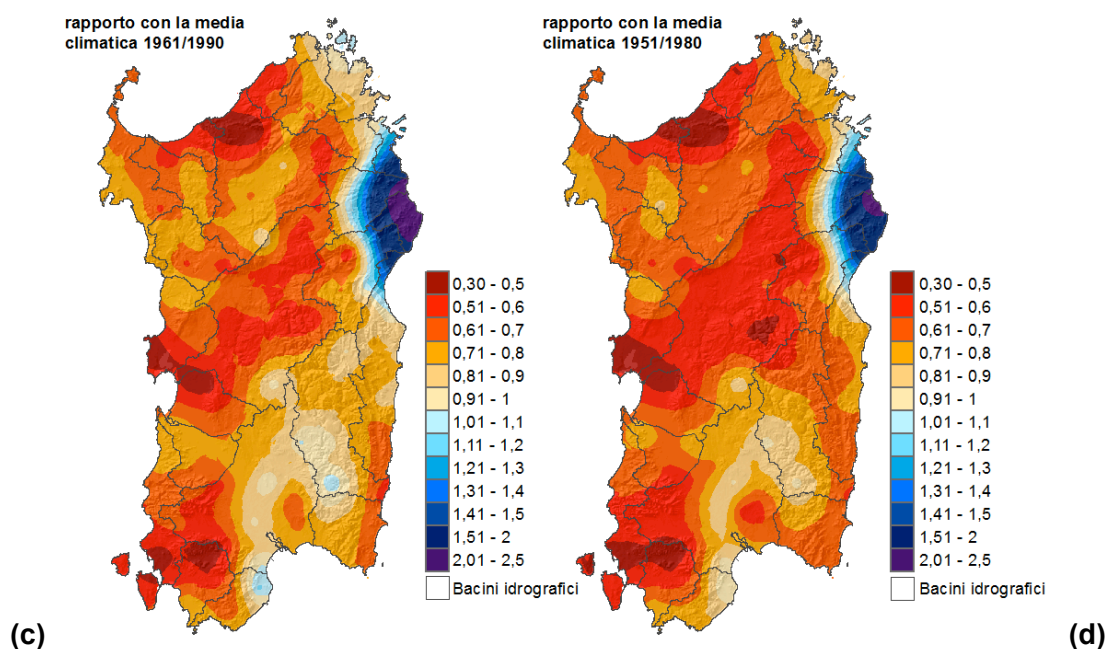 rapporto con la media
climatica 1961/1990
0,30 - 0,5
0,51 - 0,6
0,61 - 0,7
0,71 - 0,8
0,81 - 0,9
0,91 - 1
1,01 - 1,1
1,11 - 1,2
1,21 - 1,3
1,31 - 1,4
1,41 - 1,5
1,51 - 2
2,01 - 2,5
Bacini idrografici
(c)
rapporto con la media
climatica 1951/1980
0,30 - 0,5
0,51 - 0,6
0,61 - 0,7
0,71 - 0,8
0,81 - 0,9
0,91 - 1
1,01 - 1,1
1,11 - 1,2
1,21 - 1,3
1,31 - 1,4
1,41 - 1,5
1,51 - 2
2,01 - 2,5
Bacini idrografici
(d)